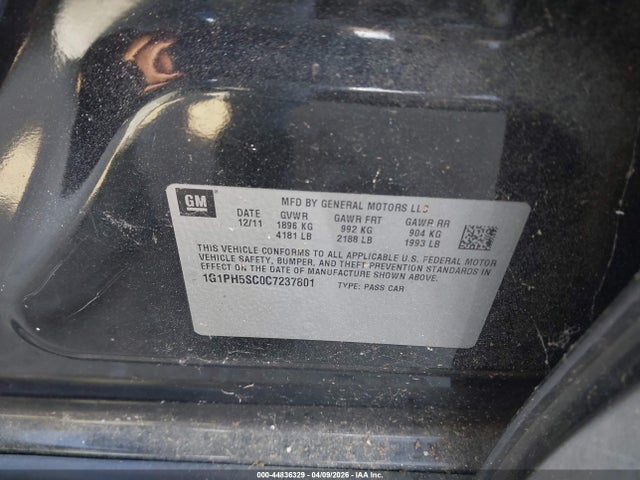 GM
MFD BY GENERAL MOTORS LLC
DATE GVWR GAWR FRT GAWR RR
12/11 1896 KG 992 KG 904 KG
4181 LB 2188 LB 1993 LB
THIS VEHICLE CONFORMS TO ALL APPLICABLE U.S. FEDERAL MOTOR
VEHICLE SAFETY, BUMPER, AND THEFT PREVENTION STANDARDS IN
EFFECT ON THE DATE OF MANUFACTURE SHOWN ABOVE.
1G1PH5SC0C7237801 TYPE: PASS CAR
000-44836329 - 04/09/2026 - COPYRIGHT IAA, LLC